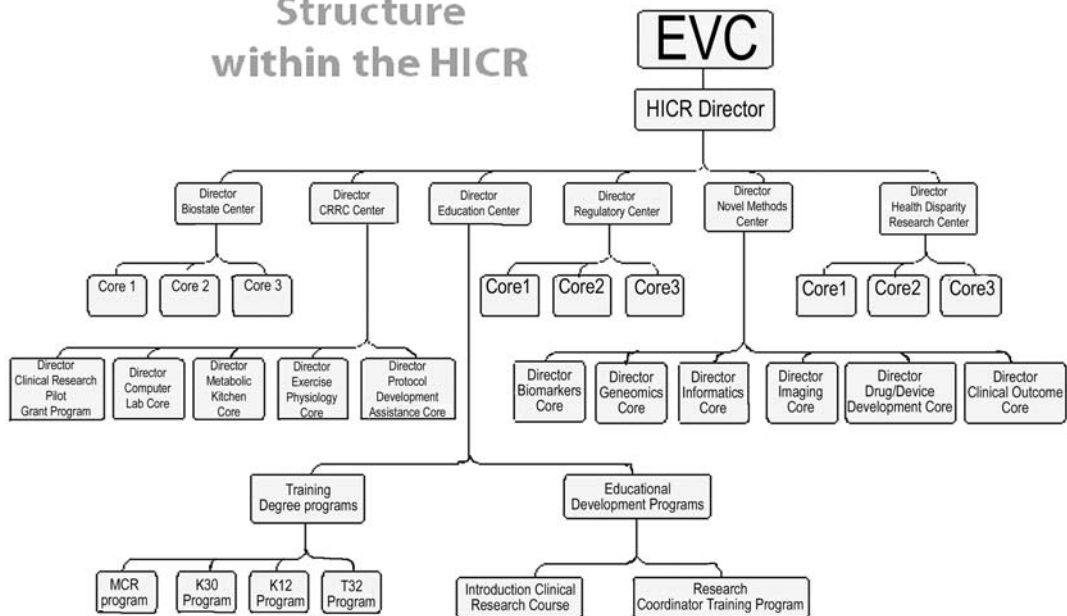 Structure
within the HICR
EVC
HICR Director
Director
Biostate Center
Director
CRRC Center
Director
Education Center
Director
Regulatory Center
Director
Novel Methods
Center
Director
Health Disparity
Research Center
Core 1
Core 2
Core 3
Core1
Core2
Core3
Core1
Core2
Core3
Director
Clinical Research
Pilot
Grant Program
Director
Computer
Lab Core
Director
Metabolic
Kitchen
Core
Director
Exercise
Physiology
Core
Director
Protocol
Development
Assistance Core
Director
Biomarkers
Core
Director
Geneomics
Core
Director
Informatics
Core
Director
Imaging
Core
Director
Drug/Device
Development Core
Director
Clinical Outcome
Core
Training
Degree programs
Educational
Development Programs
MCR
program
K30
Program
K12
Program
T32
Program
Introduction Clinical
Research Course
Research
Coordinator Training Program